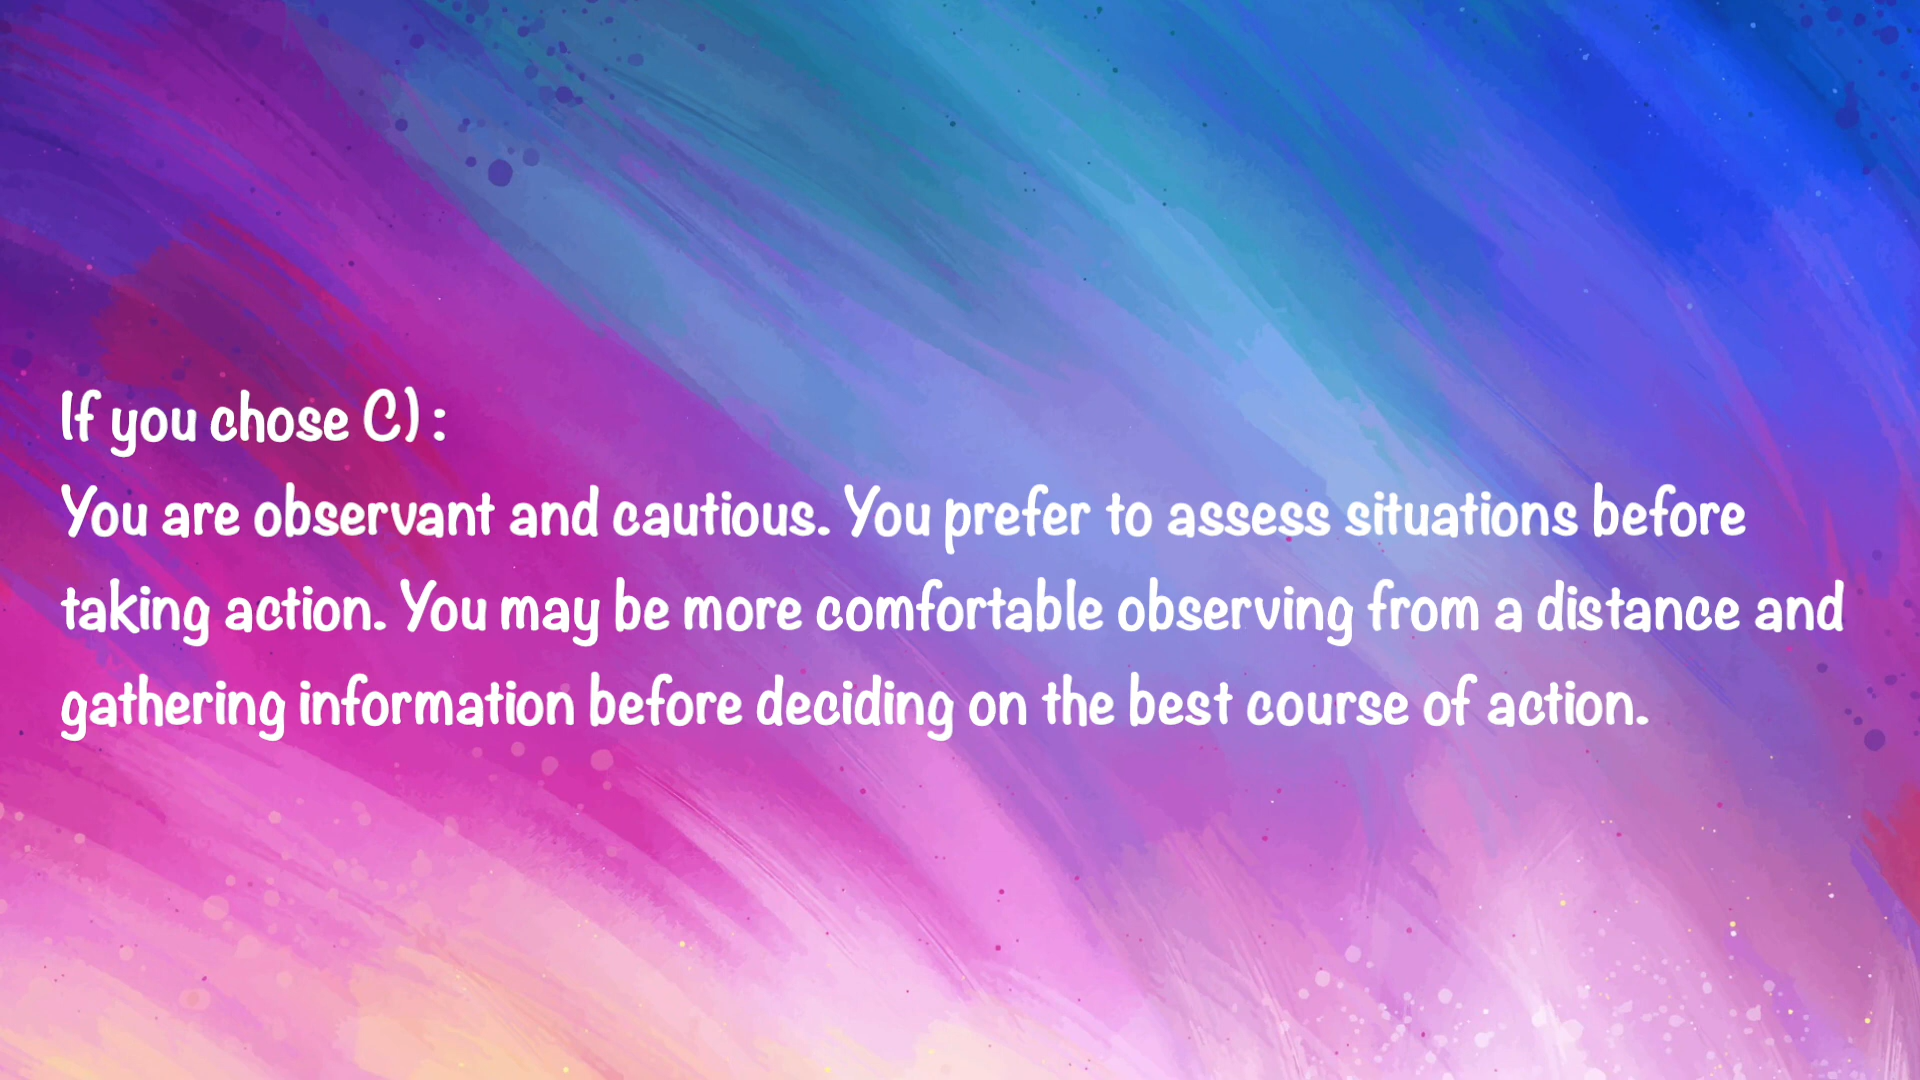 If you chose C) :
You are observant and cautious. You prefer to assess situations before
taking action. You may be more comfortable observing from a distance and
gathering information before deciding on the best course of action.